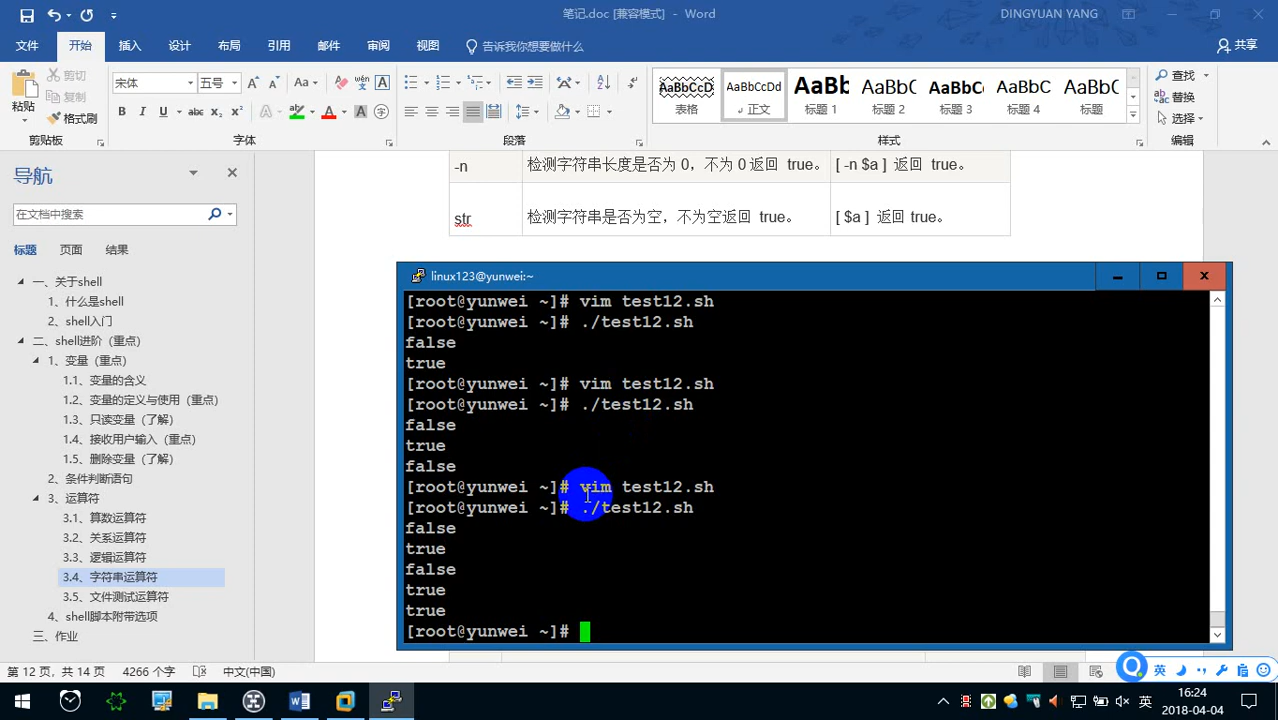 笔记.doc [兼容模式] - Word
DINGYUAN YANG
文件 开始 插入 设计 布局 引用 邮件 审阅 视图 告诉我你想要做什么 共享
粘贴 剪切 复制 格式刷
宋体 五号
AaBbCcD 表格
AaBbCcDd 正文
AaBb 标题 1
AaBbC 标题 2
AaBbC 标题 3
AaBbC 标题 4
AaBbC 标题
查找 替换 选择
剪贴板 字体 段落 样式 编辑
导航
在文档中搜索
标题 页面 结果
一、关于shell
1、什么是shell
2、shell入门
二、shell进阶（重点）
1、变量（重点）
1.1、变量的含义
1.2、变量的定义与使用（重点）
1.3、只读变量（了解）
1.4、接收用户输入（重点）
1.5、删除变量（了解）
2、条件判断语句
3、运算符
3.1、算数运算符
3.2、关系运算符
3.3、逻辑运算符
3.4、字符串运算符
3.5、文件测试运算符
4、shell脚本附带选项
三、作业
-n 检测字符串长度是否为 0，不为 0 返回 true。 [ -n $a ] 返回 true。
str 检测字符串是否为空，不为空返回 true。 [ $a ] 返回 true。
linux123@yunwei:~
[root@yunwei ~]# vim test12.sh
[root@yunwei ~]# ./test12.sh
false
true
[root@yunwei ~]# vim test12.sh
[root@yunwei ~]# ./test12.sh
false
true
false
[root@yunwei ~]# vim test12.sh
[root@yunwei ~]# ./test12.sh
false
true
false
true
true
[root@yunwei ~]#
第 12 页，共 14 页 4266 个字 中文(中国)
英
英
16:24
2018-04-04